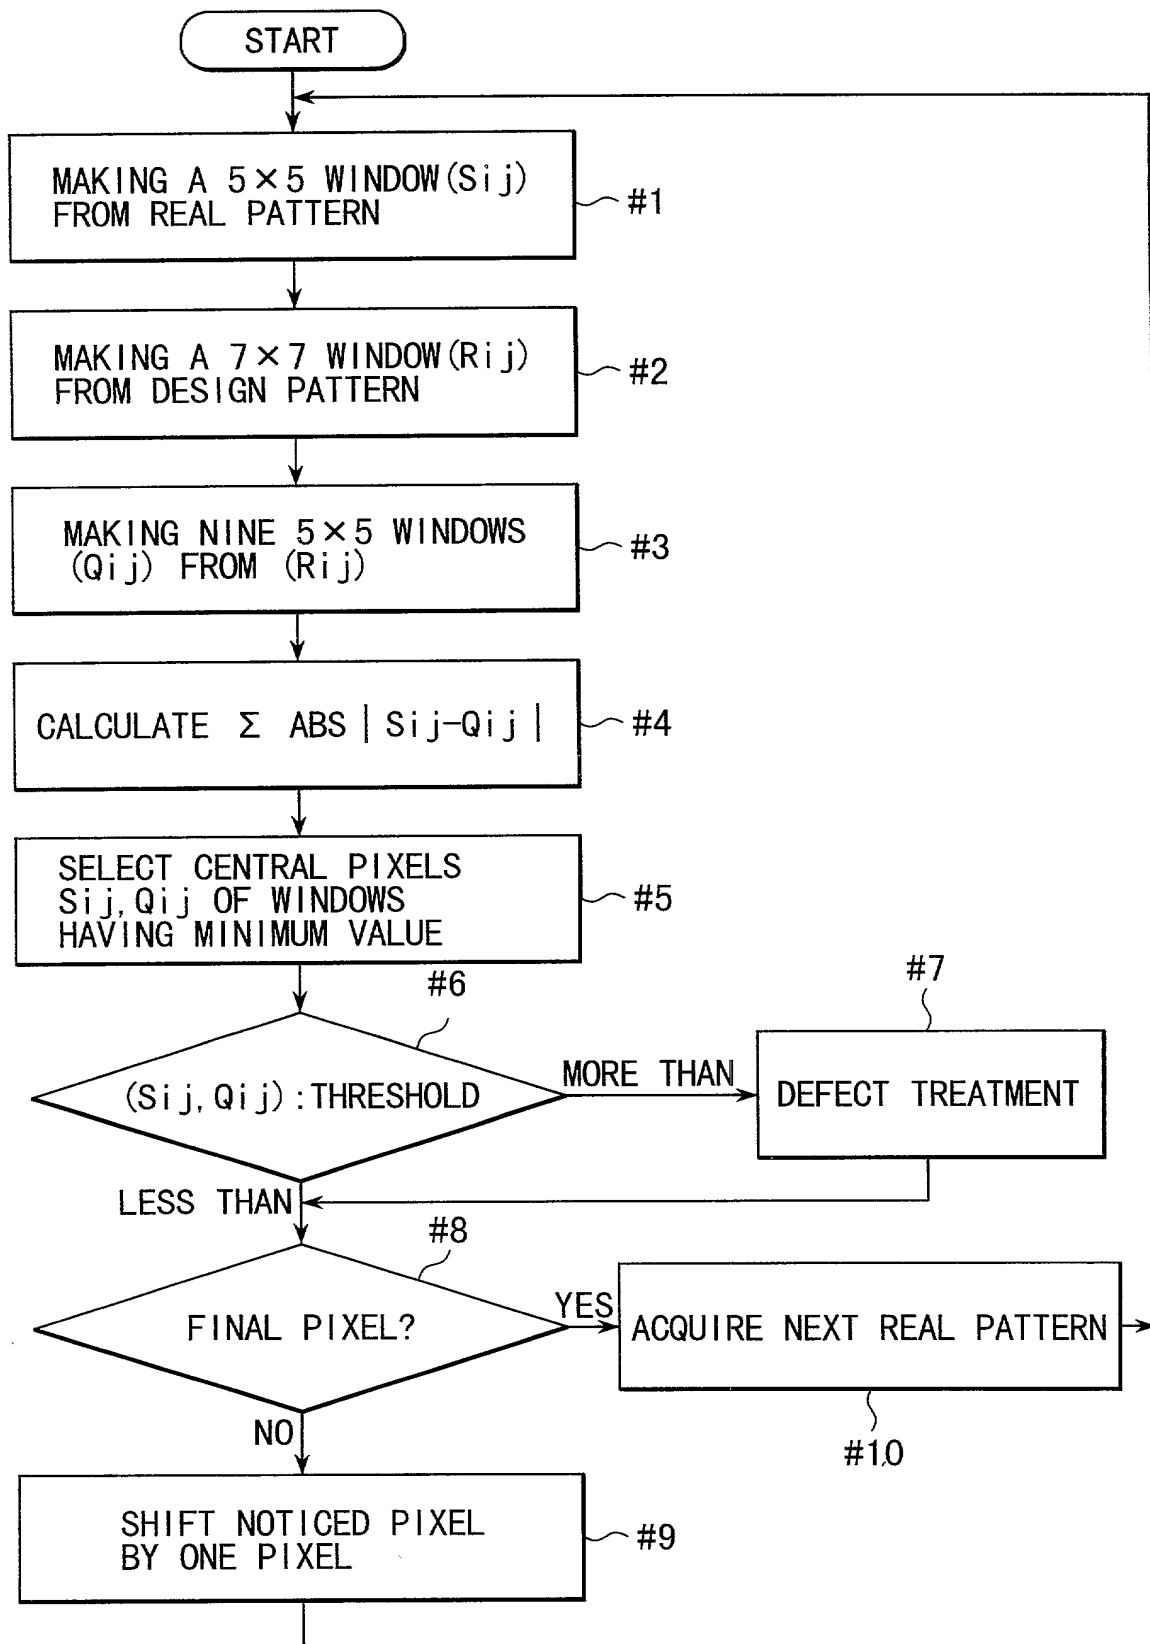 START
MAKING A 5×5 WINDOW(Sij)
FROM REAL PATTERN
#1
MAKING A 7×7 WINDOW(Rij)
FROM DESIGN PATTERN
#2
MAKING NINE 5×5 WINDOWS
(Qij) FROM (Rij)
#3
CALCULATE Σ ABS|Sij-Qij|
#4
SELECT CENTRAL PIXELS
Sij,Qij OF WINDOWS
HAVING MINIMUM VALUE
#5
#6
(Sij,Qij):THRESHOLD
MORE THAN
#7
DEFECT TREATMENT
LESS THAN
#8
FINAL PIXEL?
YES
ACQUIRE NEXT REAL PATTERN
#10
NO
SHIFT NOTICED PIXEL
BY ONE PIXEL
#9